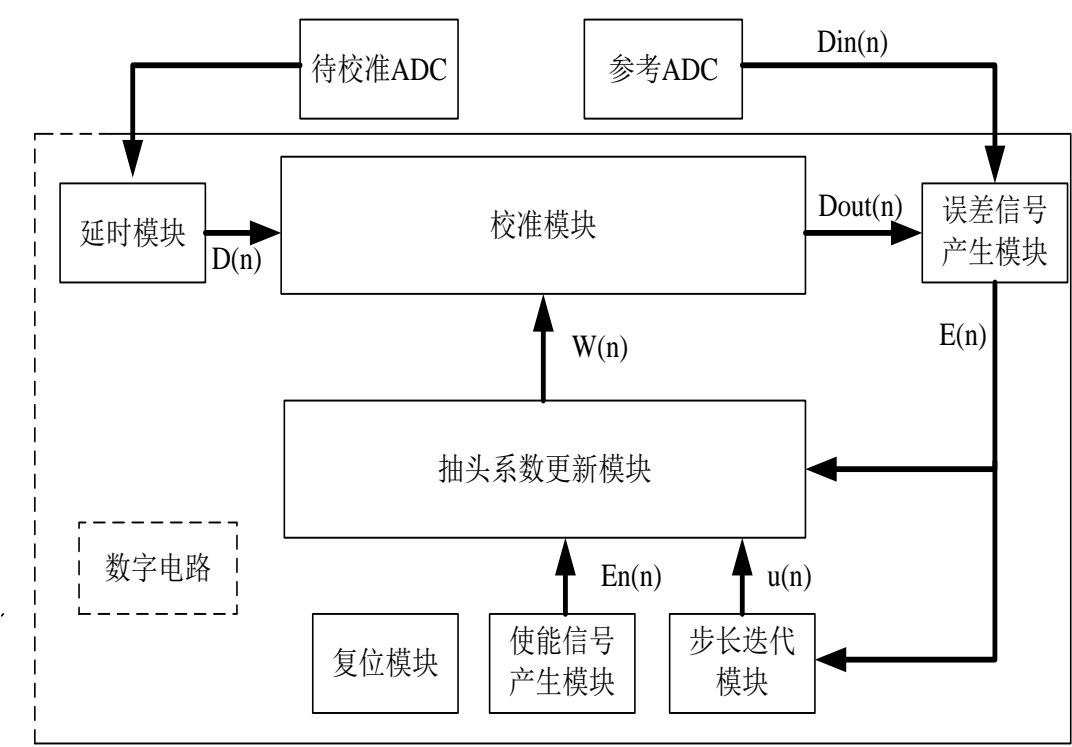 待校准ADC
参考ADC
Din(n)
延时模块
D(n)
校准模块
Dout(n)
误差信号
产生模块
W(n)
E(n)
抽头系数更新模块
数字电路
En(n)
u(n)
复位模块
使能信号
产生模块
步长迭代
模块